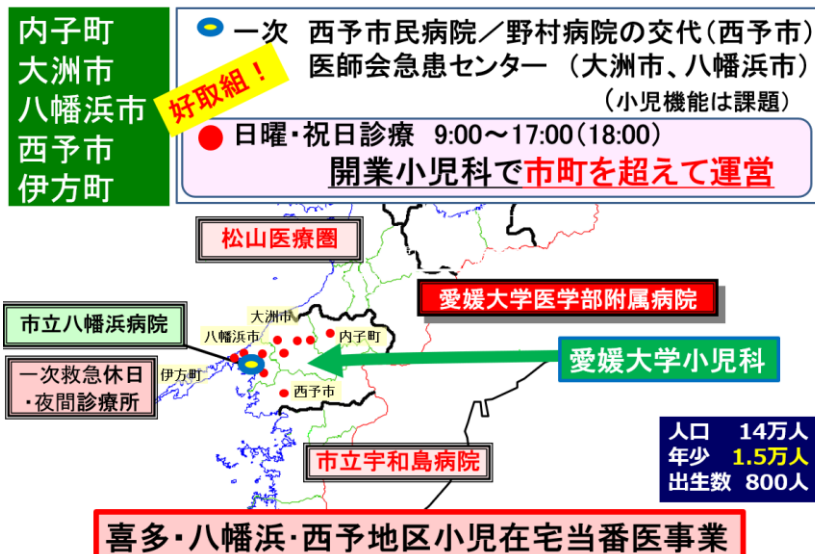 内子町
大洲市
八幡浜市
西予市
伊方町
好取組！
一次 西予市民病院／野村病院の交代(西予市)
医師会急患センター （大洲市、八幡浜市）
（小児機能は課題）
日曜・祝日診療 9:00～17:00(18:00)
開業小児科で市町を超えて運営
松山医療圏
愛媛大学医学部附属病院
市立八幡浜病院
大洲市
八幡浜市
内子町
愛媛大学小児科
一次救急休日
・夜間診療所
伊方町
西予市
市立宇和島病院
人口 14万人
年少 1.5万人
出生数 800人
喜多・八幡浜・西予地区小児在宅当番医事業